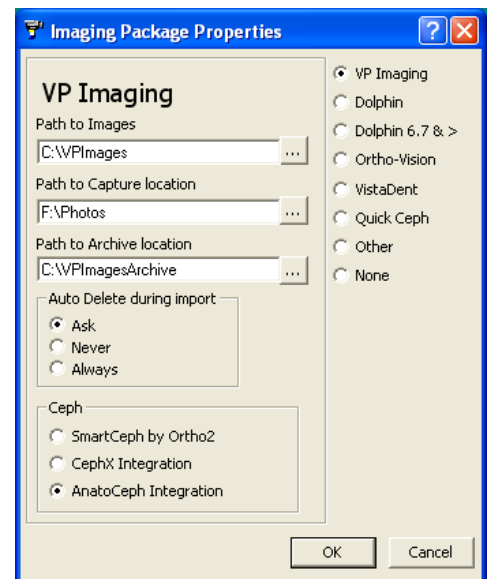 Imaging Package Properties
VP Imaging
Path to Images
C:\VPImages
...
Path to Capture location
F:\Photos
...
Path to Archive location
C:\VPImagesArchive
...
Auto Delete during import
Ask
Never
Always
Ceph
SmartCeph by Ortho2
CephX Integration
AnatoCeph Integration
VP Imaging
Dolphin
Dolphin 6.7 & >
Ortho-Vision
VistaDent
Quick Ceph
Other
None
OK
Cancel